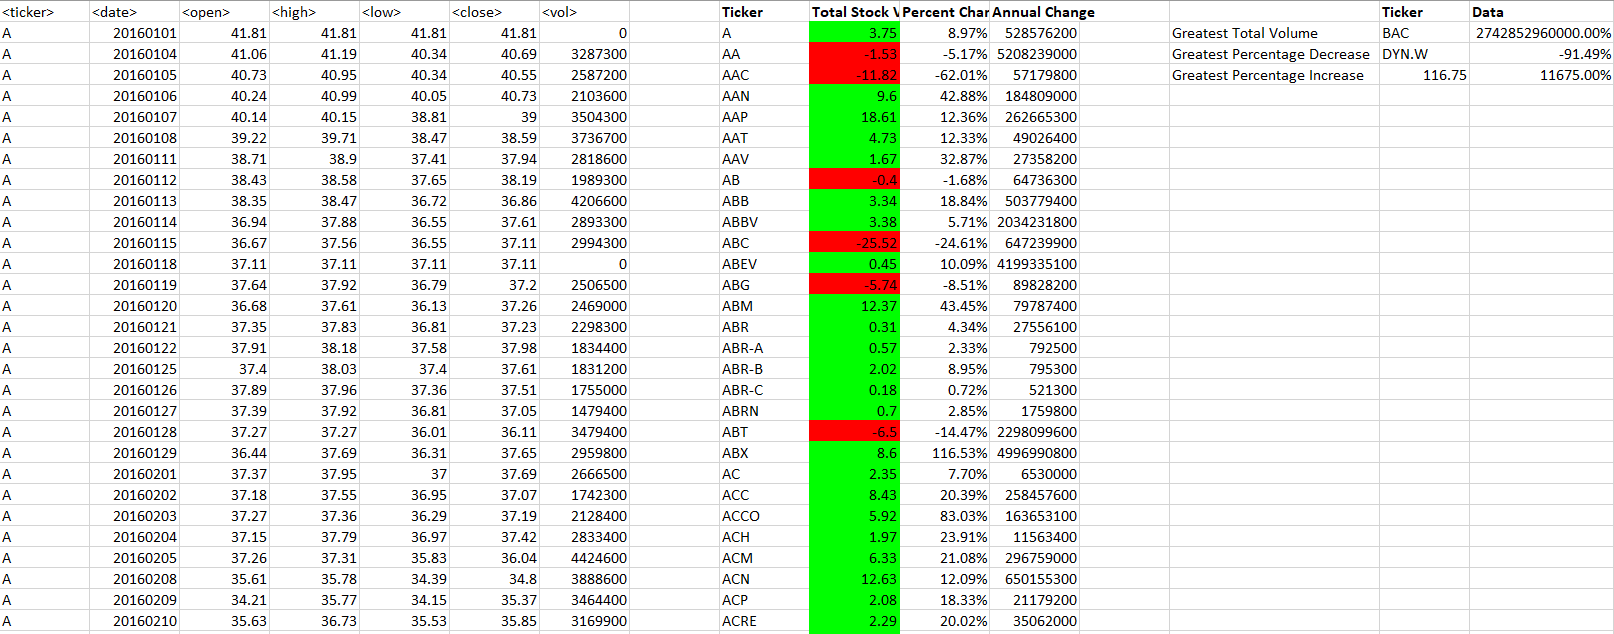 <ticker> <date> <open> <high> <low> <close> <vol> Ticker Total Stock V Percent Char Annual Change Ticker Data
A 20160101 41.81 41.81 41.81 41.81 0 A 3.75 8.97% 528576200 Greatest Total Volume BAC 2742852960000.00%
A 20160104 41.06 41.19 40.34 40.69 3287300 AA -1.53 -5.17% 5208239000 Greatest Percentage Decrease DYN.W -91.49%
A 20160105 40.73 40.95 40.34 40.55 2587200 AAC -11.82 -62.01% 57179800 Greatest Percentage Increase 116.75 11675.00%
A 20160106 40.24 40.99 40.05 40.73 2103600 AAN 9.6 42.88% 184809000
A 20160107 40.14 40.15 38.81 39 3504300 AAP 18.61 12.36% 262665300
A 20160108 39.22 39.71 38.47 38.59 3736700 AAT 4.73 12.33% 49026400
A 20160111 38.71 38.9 37.41 37.94 2818600 AAV 1.67 32.87% 27358200
A 20160112 38.43 38.58 37.65 38.19 1989300 AB -0.4 -1.68% 64736300
A 20160113 38.35 38.47 36.72 36.86 4206600 ABB 3.34 18.84% 503779400
A 20160114 36.94 37.88 36.55 37.61 2893300 ABBV 3.38 5.71% 2034231800
A 20160115 36.67 37.56 36.55 37.11 2994300 ABC -25.52 -24.61% 647239900
A 20160118 37.11 37.11 37.11 37.11 0 ABEV 0.45 10.09% 4199335100
A 20160119 37.64 37.92 36.79 37.2 2506500 ABG -5.74 -8.51% 89828200
A 20160120 36.68 37.61 36.13 37.26 2469000 ABM 12.37 43.45% 79787400
A 20160121 37.35 37.83 36.81 37.23 2298300 ABR 0.31 4.34% 27556100
A 20160122 37.91 38.18 37.58 37.98 1834400 ABR-A 0.57 2.33% 792500
A 20160125 37.4 38.03 37.4 37.61 1831200 ABR-B 2.02 8.95% 795300
A 20160126 37.89 37.96 37.36 37.51 1755000 ABR-C 0.18 0.72% 521300
A 20160127 37.39 37.92 36.81 37.05 1479400 ABRN 0.7 2.85% 1759800
A 20160128 37.27 37.27 36.01 36.11 3479400 ABT -6.5 -14.47% 2298099600
A 20160129 36.44 37.69 36.31 37.65 2959800 ABX 8.6 116.53% 4996990800
A 20160201 37.37 37.95 37 37.69 2666500 AC 2.35 7.70% 6530000
A 20160202 37.18 37.55 36.95 37.07 1742300 ACC 8.43 20.39% 258457600
A 20160203 37.27 37.36 36.29 37.19 2128400 ACCO 5.92 83.03% 163653100
A 20160204 37.15 37.79 36.97 37.42 2833400 ACH 1.97 23.91% 11563400
A 20160205 37.26 37.31 35.83 36.04 4424600 ACM 6.33 21.08% 296759000
A 20160208 35.61 35.78 34.39 34.8 3888600 ACN 12.63 12.09% 650155300
A 20160209 34.21 35.77 34.15 35.37 3464400 ACP 2.08 18.33% 21179200
A 20160210 35.63 36.73 35.53 35.85 3169900 ACRE 2.29 20.02% 35062000